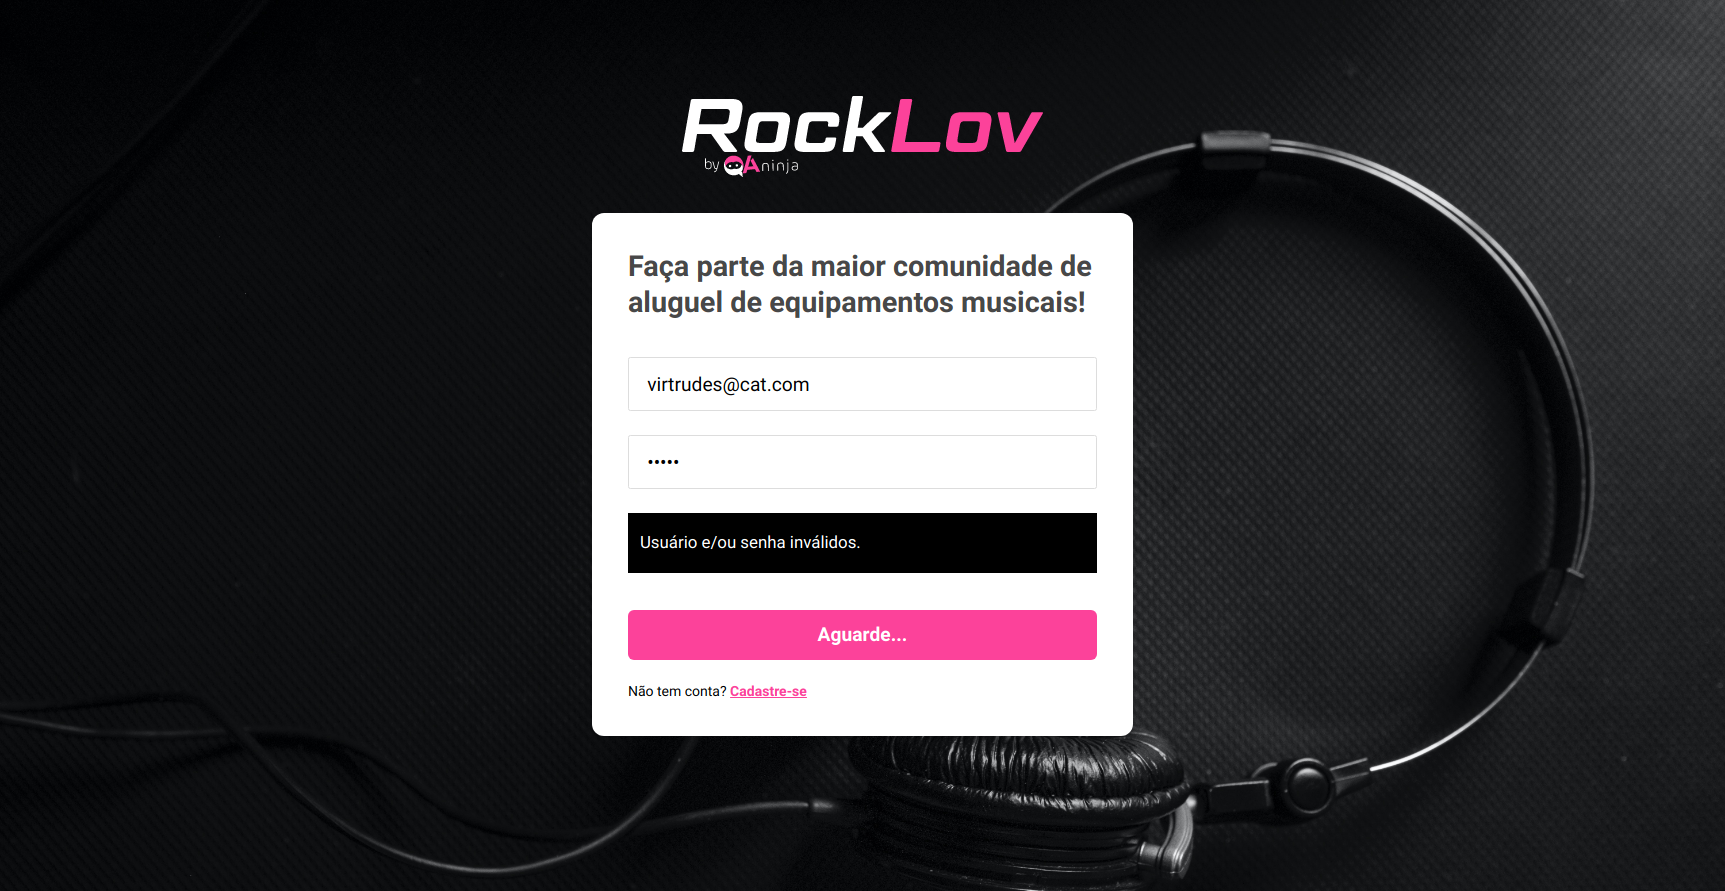 RockLov
by QAninja
Faça parte da maior comunidade de
aluguel de equipamentos musicais!
virtrudes@cat.com
•••••
Usuário e/ou senha inválidos.
Aguarde...
Não tem conta? Cadastre-se